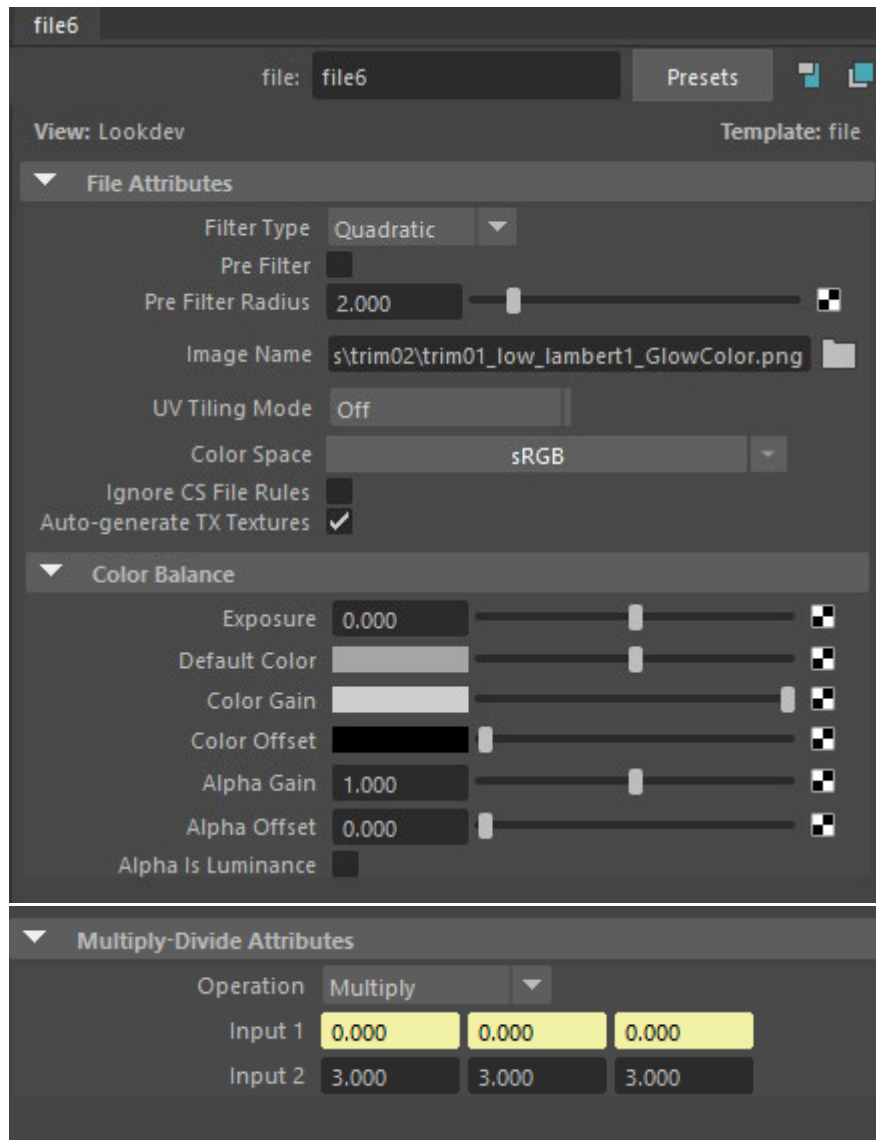 file6
file: file6 Presets
View: Lookdev Template: file
File Attributes
Filter Type Quadratic
Pre Filter
Pre Filter Radius 2.000
Image Name s\trim02\trim01_low_lambert1_GlowColor.png
UV Tiling Mode Off
Color Space sRGB
Ignore CS File Rules
Auto-generate TX Textures
Color Balance
Exposure 0.000
Default Color
Color Gain
Color Offset
Alpha Gain 1.000
Alpha Offset 0.000
Alpha Is Luminance
Multiply-Divide Attributes
Operation Multiply
Input 1 0.000 0.000 0.000
Input 2 3.000 3.000 3.000